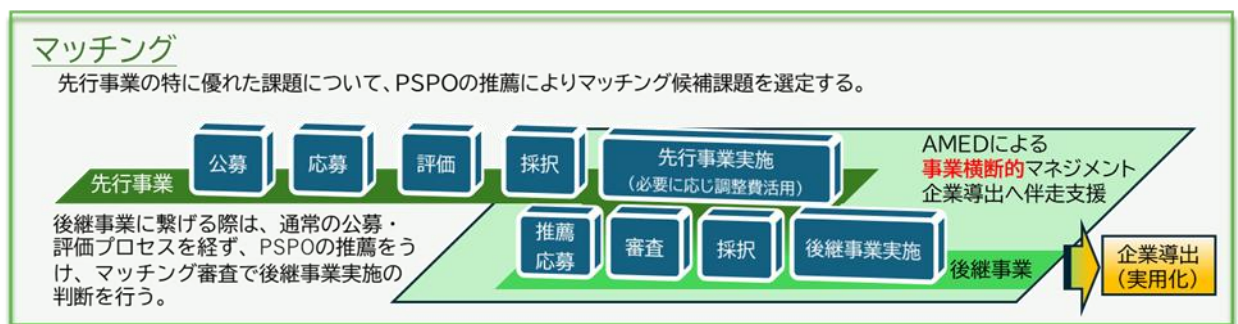 マッチング
先行事業の特に優れた課題について、PSPOの推薦によりマッチング候補課題を選定する。
公募
応募
評価
採択
先行事業実施
(必要に応じ調整費活用)
先行事業
AMEDによる
事業横断的マネジメント
企業導出へ伴走支援
後継事業に繋げる際は、通常の公募・
評価プロセスを経ず、PSPOの推薦をう
け、マッチング審査で後継事業実施の
判断を行う。
推薦
応募
審査
採択
後継事業実施
後継事業
企業導出
(実用化)